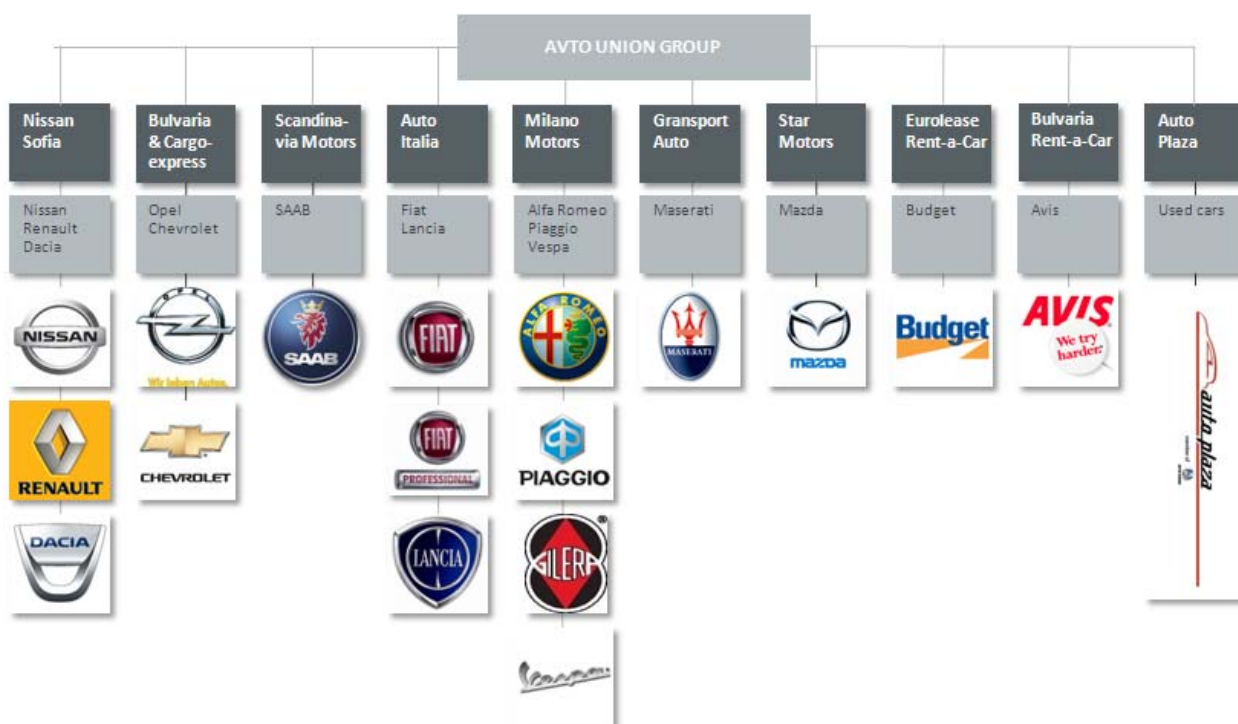 AVTO UNION GROUP
Nissan
Sofia
Bulvaria
& Cargo-
express
Scandina-
via Motors
Auto
Italia
Milano
Motors
Gransport
Auto
Star
Motors
Eurolease
Rent-a-Car
Bulvaria
Rent-a-Car
Auto
Plaza
Nissan
Renault
Dacia
Opel
Chevrolet
SAAB
Fiat
Lancia
Alfa Romeo
Piaggio
Vespa
Maserati
Mazda
Budget
Avis
Used cars
NISSAN
OPEL
Wir leben Autos.
SAAB
FIAT
ALFA ROMEO
MASERATI
mazda
Budget
AVIS
We try
harder.
RENAULT
CHEVROLET
FIAT
PROFESSIONAL
PIAGGIO
auto plaza
DACIA
LANCIA
GILERA
Vespa